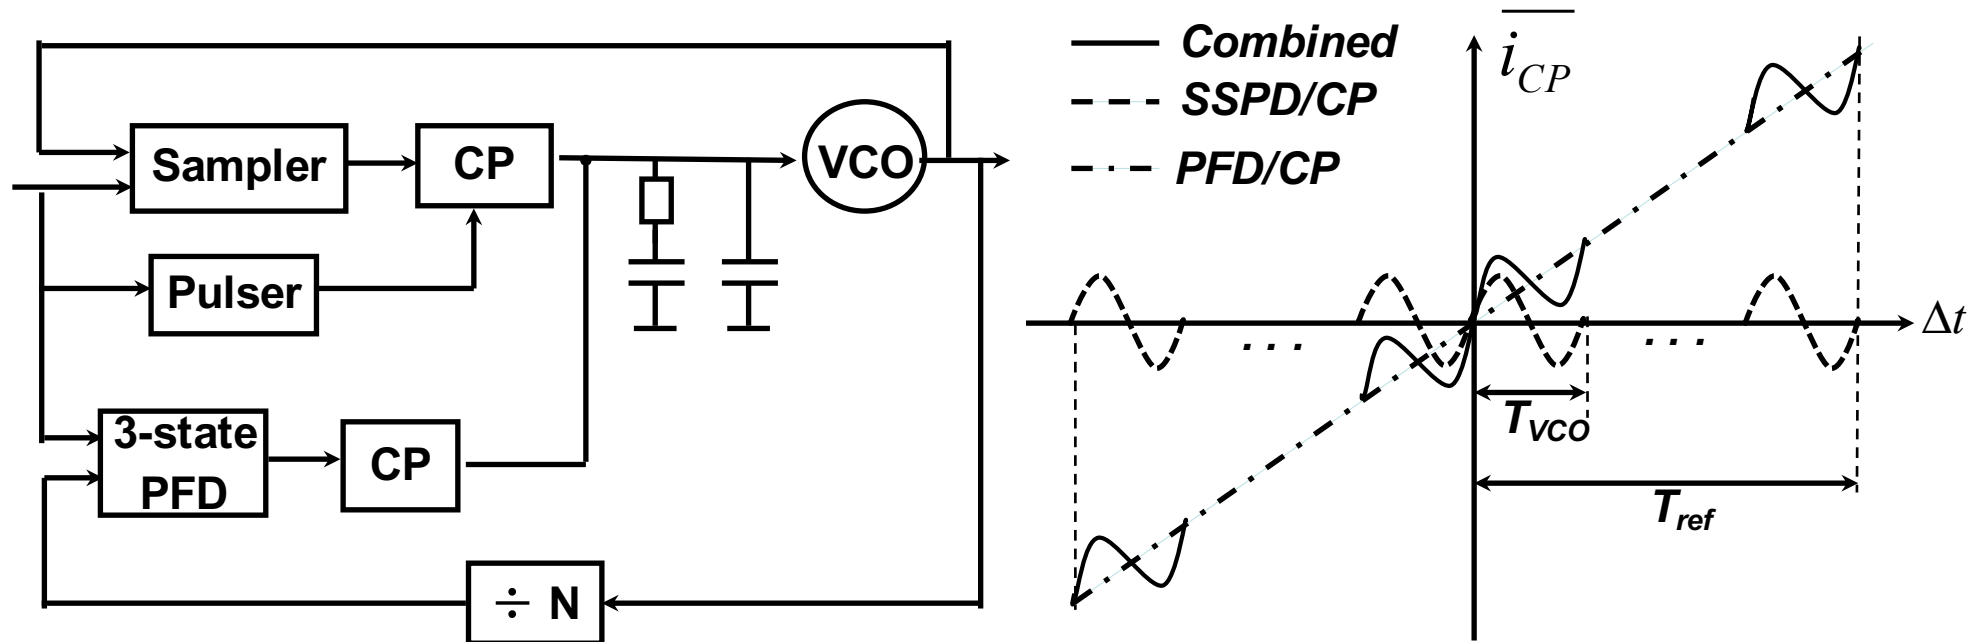 Sampler
CP
VCO
Pulser
3-state
PFD
CP
÷ N
Combined
SSPD/CP
PFD/CP
i_CP
Δt
. . .
. . .
T_VCO
T_ref